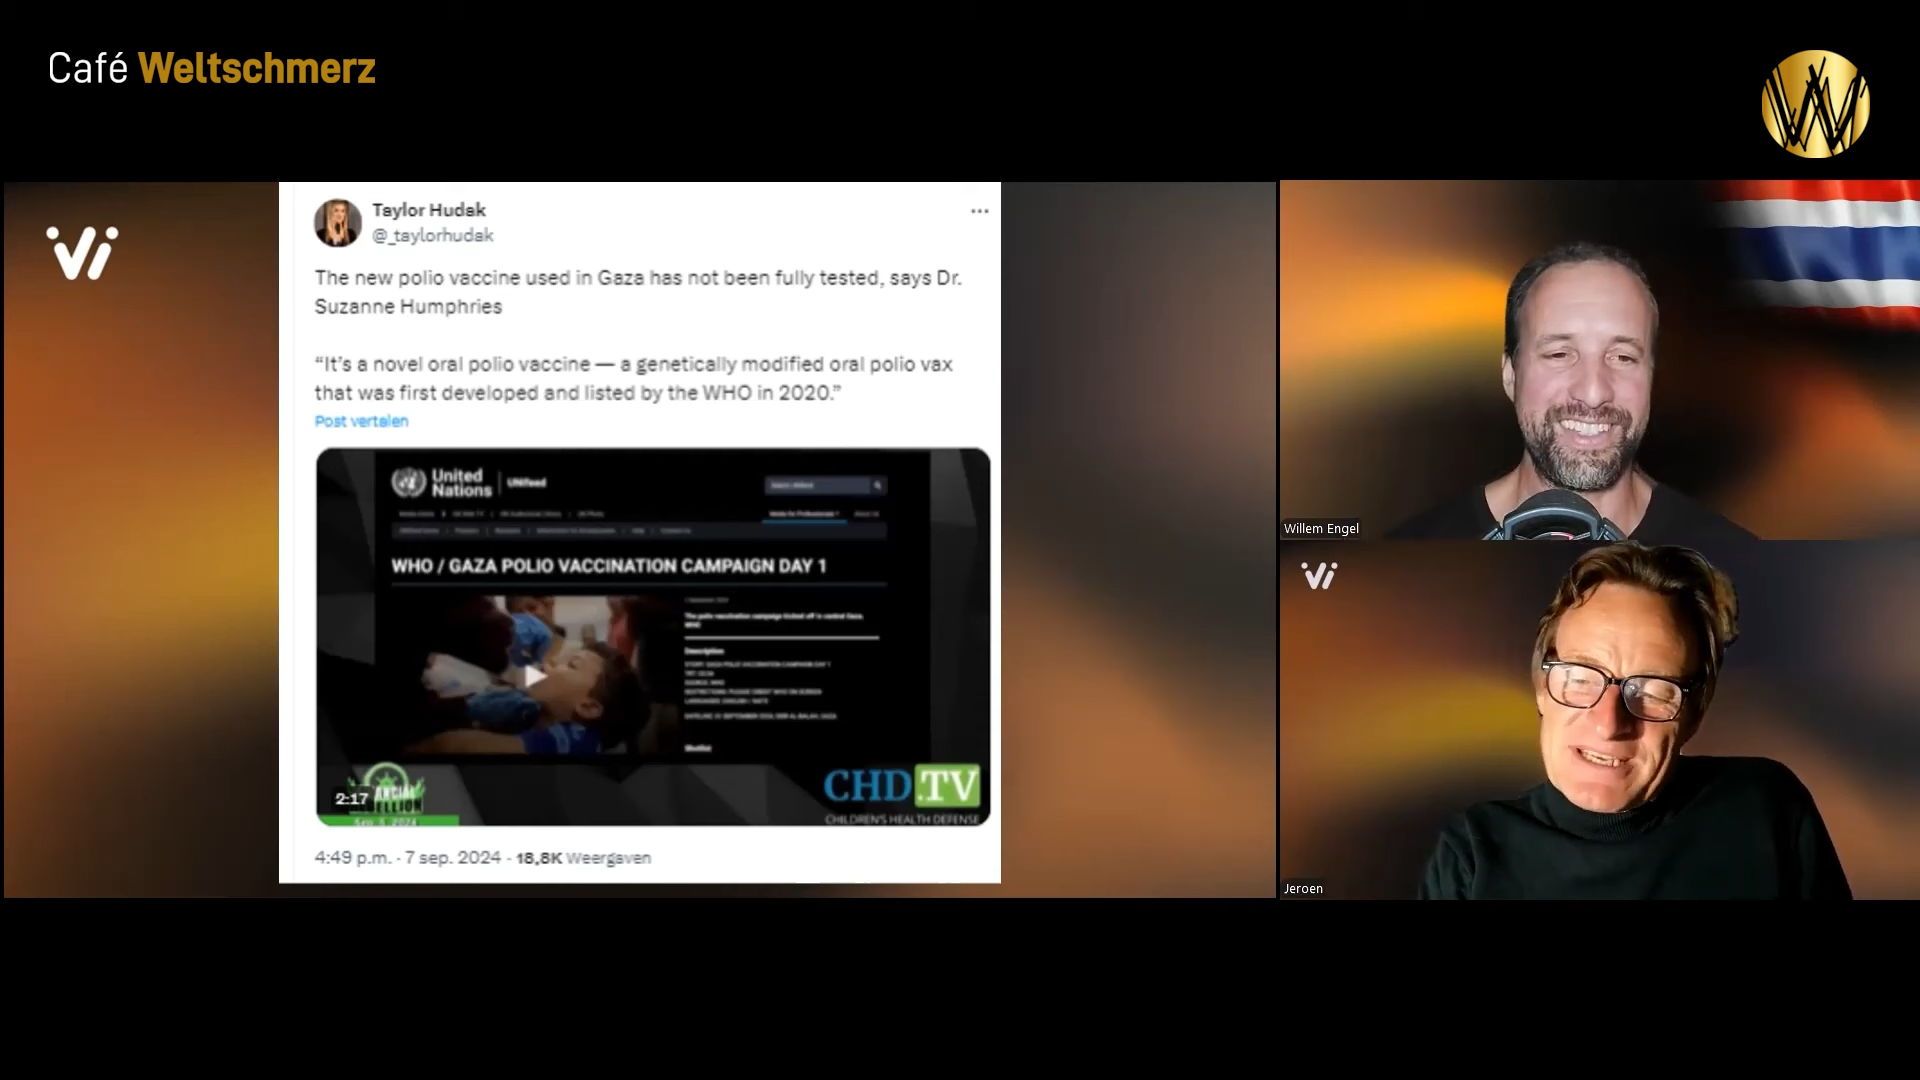 Café Weltschmerz
Taylor Hudak
@_taylorhudak
The new polio vaccine used in Gaza has not been fully tested, says Dr.
Suzanne Humphries
“It’s a novel oral polio vaccine — a genetically modified oral polio vax
that was first developed and listed by the WHO in 2020.”
Post vertalen
United
Nations
UNifeed
WHO / GAZA POLIO VACCINATION CAMPAIGN DAY 1
Description
2:17
CHD.TV
CHILDREN'S HEALTH DEFENSE
4:49 p.m. · 7 sep. 2024 · 18,8K Weergaven
Willem Engel
Jeroen